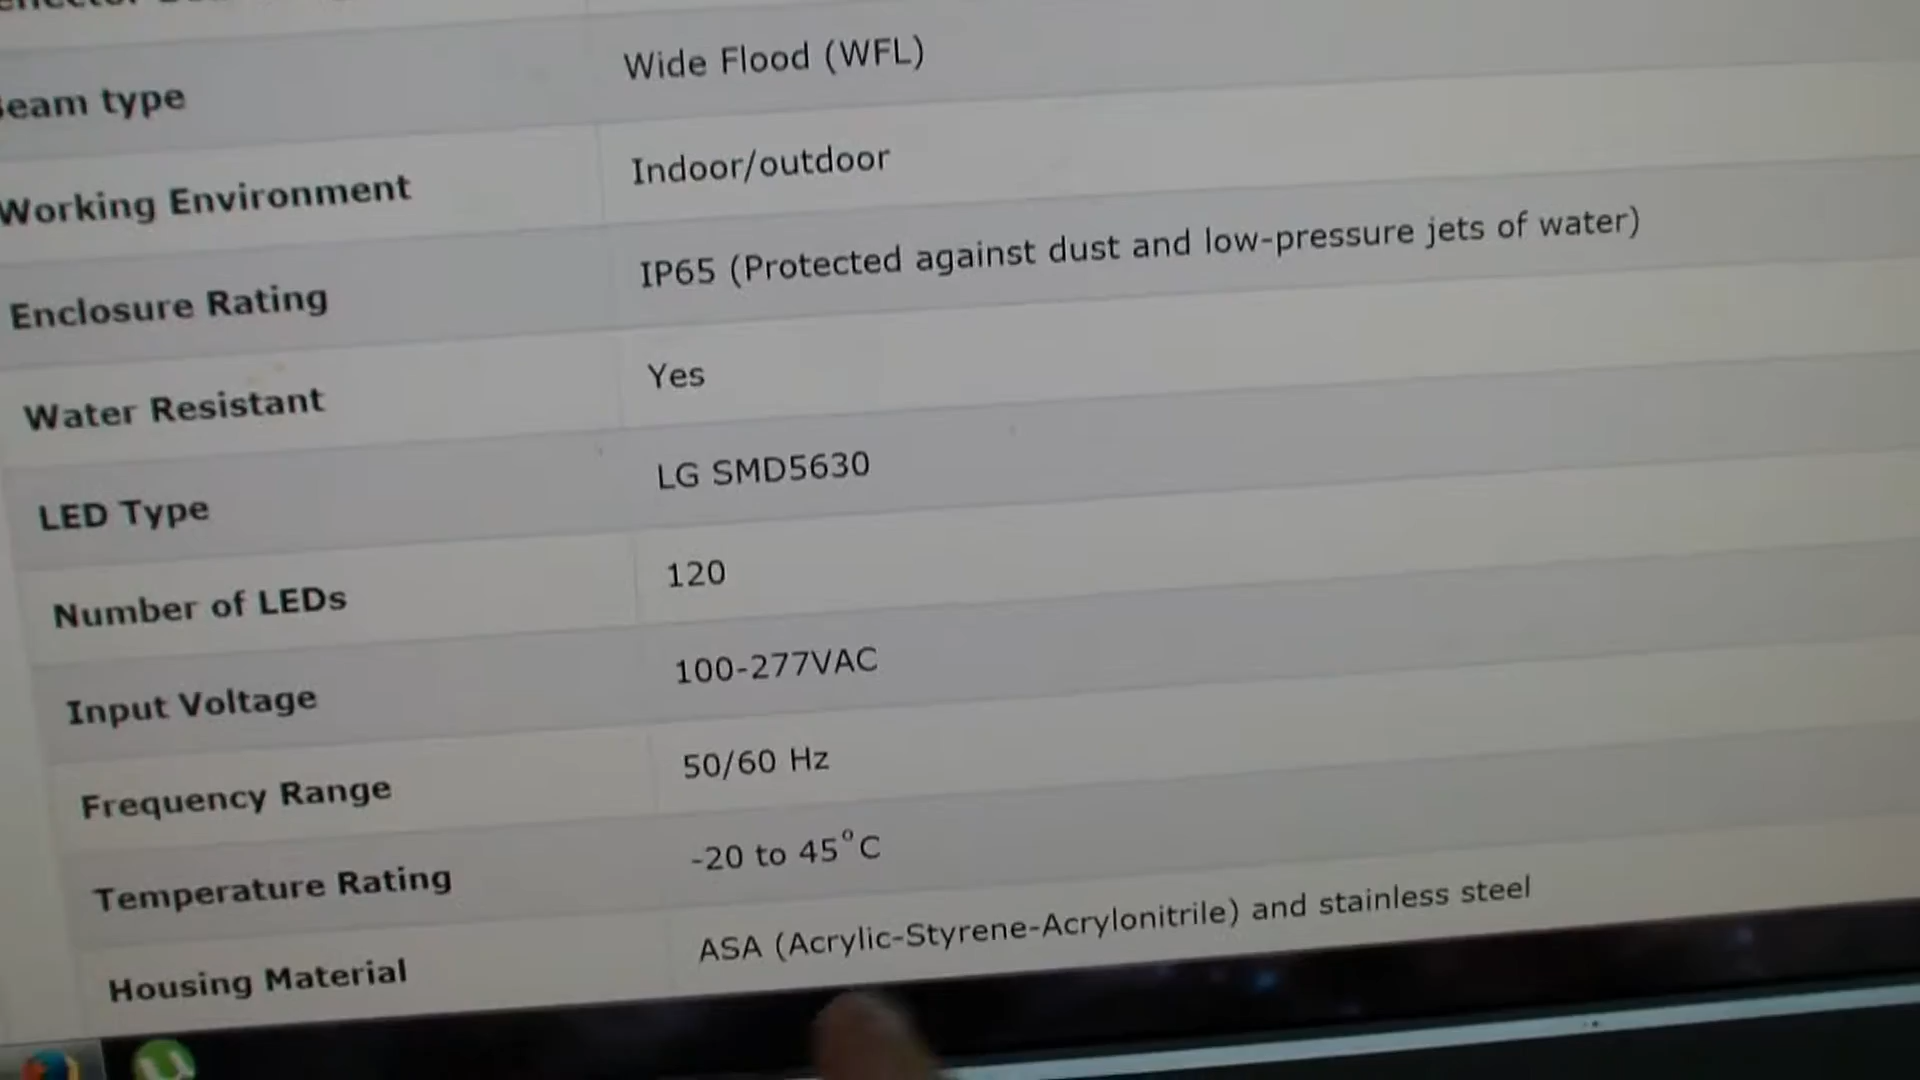 Beam type Wide Flood (WFL)
Working Environment Indoor/outdoor
Enclosure Rating IP65 (Protected against dust and low-pressure jets of water)
Water Resistant Yes
LED Type LG SMD5630
Number of LEDs 120
Input Voltage 100-277VAC
Frequency Range 50/60 Hz
Temperature Rating -20 to 45°C
Housing Material ASA (Acrylic-Styrene-Acrylonitrile) and stainless steel